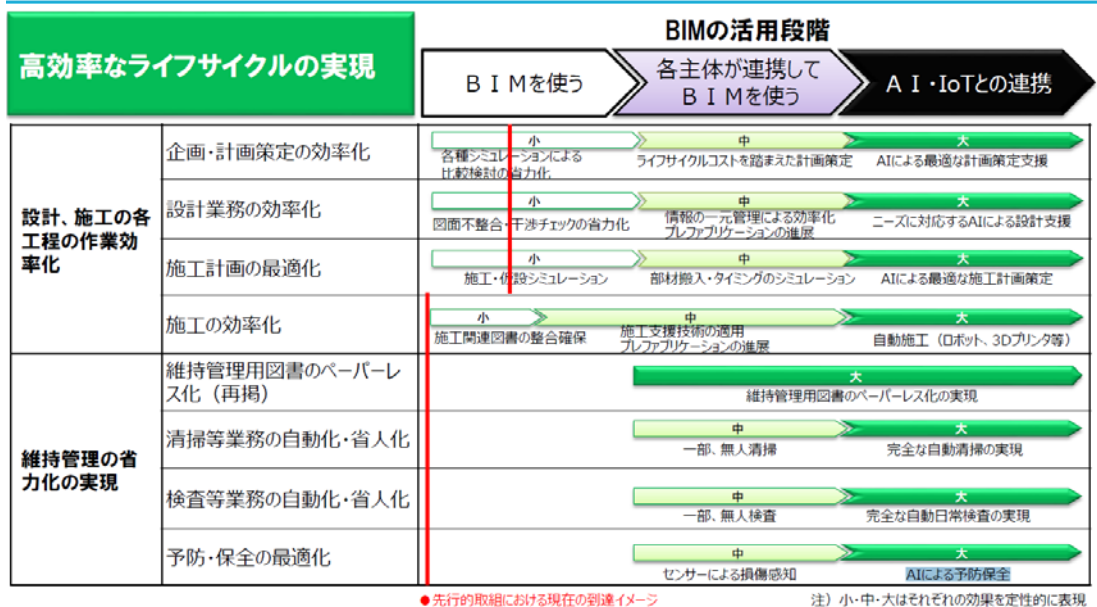 BIMの活用段階
高効率なライフサイクルの実現
ＢＩＭを使う
各主体が連携して
ＢＩＭを使う
ＡＩ・IoTとの連携
設計、施工の各
工程の作業効
率化
企画・計画策定の効率化
小
各種シミュレーションによる
比較検討の省力化
中
ライフサイクルコストを踏まえた計画策定
大
AIによる最適な計画策定支援
設計業務の効率化
小
図面不整合・干渉チェックの省力化
中
情報の一元管理による効率化
プレファブリケーションの進展
大
ニーズに対応するAIによる設計支援
施工計画の最適化
小
施工・仮設シミュレーション
中
部材搬入・タイミングのシミュレーション
大
AIによる最適な施工計画策定
施工の効率化
小
施工関連図書の整合確保
中
施工支援技術の適用
プレファブリケーションの進展
大
自動施工（ロボット、3Dプリンタ等）
維持管理の省
力化の実現
維持管理用図書のペーパーレ
ス化（再掲）
大
維持管理用図書のペーパーレス化の実現
清掃等業務の自動化・省人化
中
一部、無人清掃
大
完全な自動清掃の実現
検査等業務の自動化・省人化
中
一部、無人検査
大
完全な自動日常検査の実現
予防・保全の最適化
中
センサーによる損傷感知
大
AIによる予防保全
●先行的取組における現在の到達イメージ
注）小・中・大はそれぞれの効果を定性的に表現